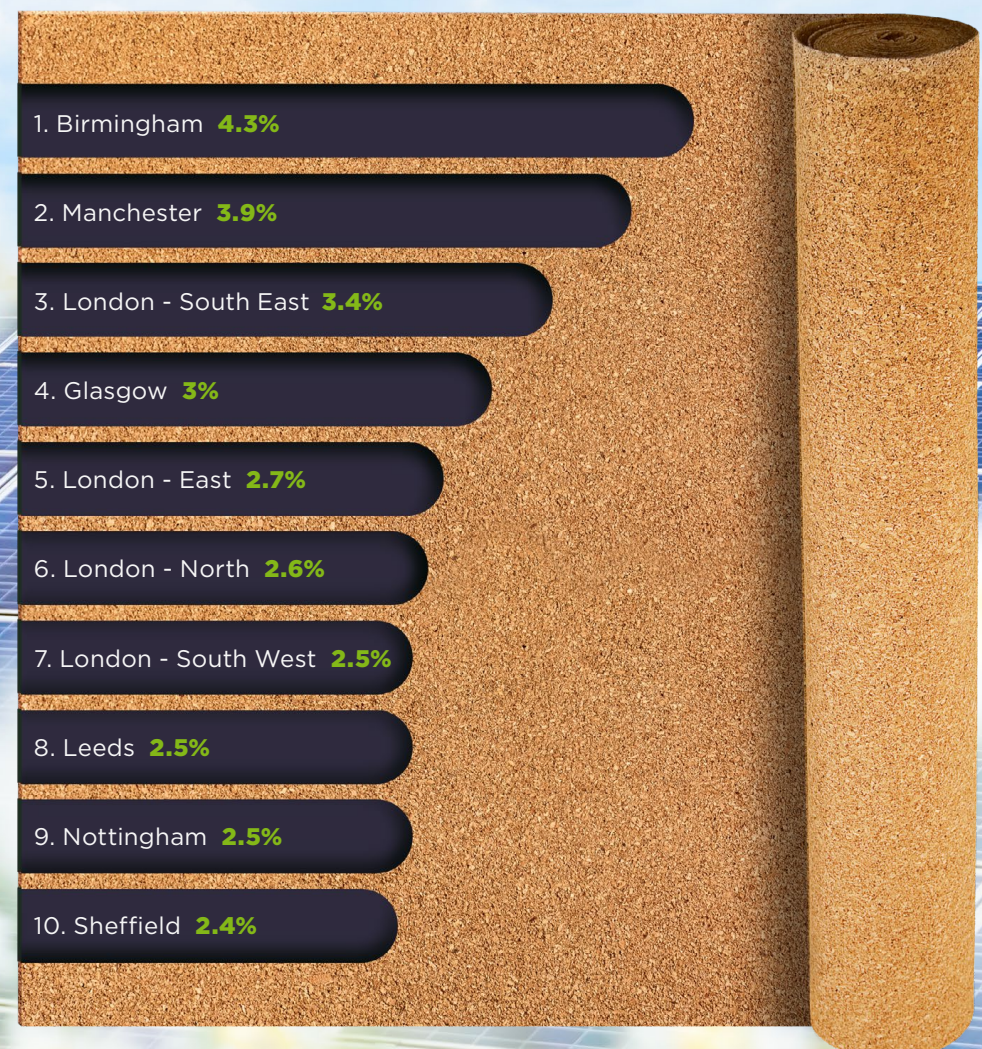 1. Birmingham 4.3%
2. Manchester 3.9%
3. London - South East 3.4%
4. Glasgow 3%
5. London - East 2.7%
6. London - North 2.6%
7. London - South West 2.5%
8. Leeds 2.5%
9. Nottingham 2.5%
10. Sheffield 2.4%